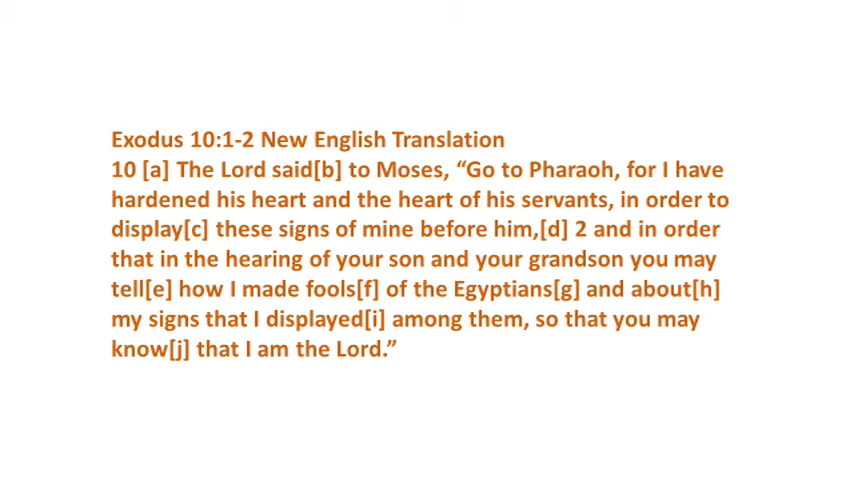 Exodus 10:1-2 New English Translation
10 [a] The Lord said[b] to Moses, “Go to Pharaoh, for I have
hardened his heart and the heart of his servants, in order to
display[c] these signs of mine before him,[d] 2 and in order
that in the hearing of your son and your grandson you may
tell[e] how I made fools[f] of the Egyptians[g] and about[h]
my signs that I displayed[i] among them, so that you may
know[j] that I am the Lord.”